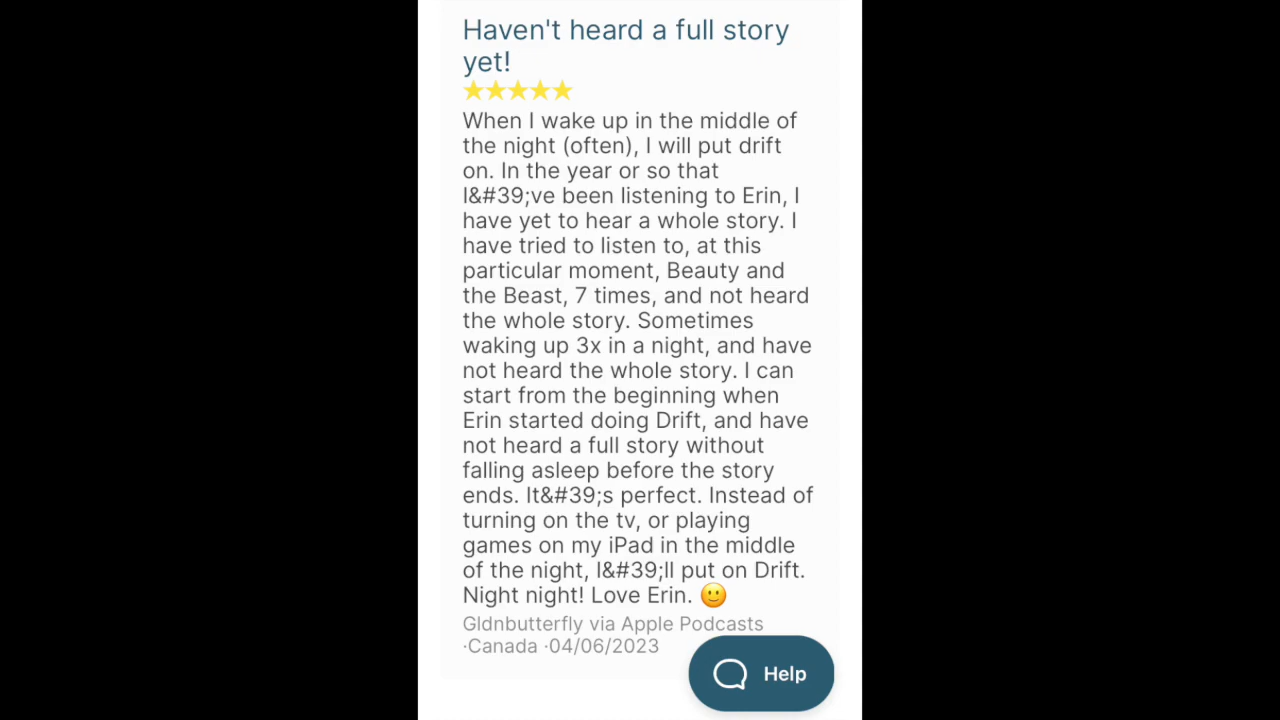 Haven't heard a full story
yet!
When I wake up in the middle of
the night (often), I will put drift
on. In the year or so that
I&#39;ve been listening to Erin, I
have yet to hear a whole story. I
have tried to listen to, at this
particular moment, Beauty and
the Beast, 7 times, and not heard
the whole story. Sometimes
waking up 3x in a night, and have
not heard the whole story. I can
start from the beginning when
Erin started doing Drift, and have
not heard a full story without
falling asleep before the story
ends. It&#39;s perfect. Instead of
turning on the tv, or playing
games on my iPad in the middle
of the night, I&#39;ll put on Drift.
Night night! Love Erin. 🙂
Gldnbutterfly via Apple Podcasts
·Canada ·04/06/2023
Help